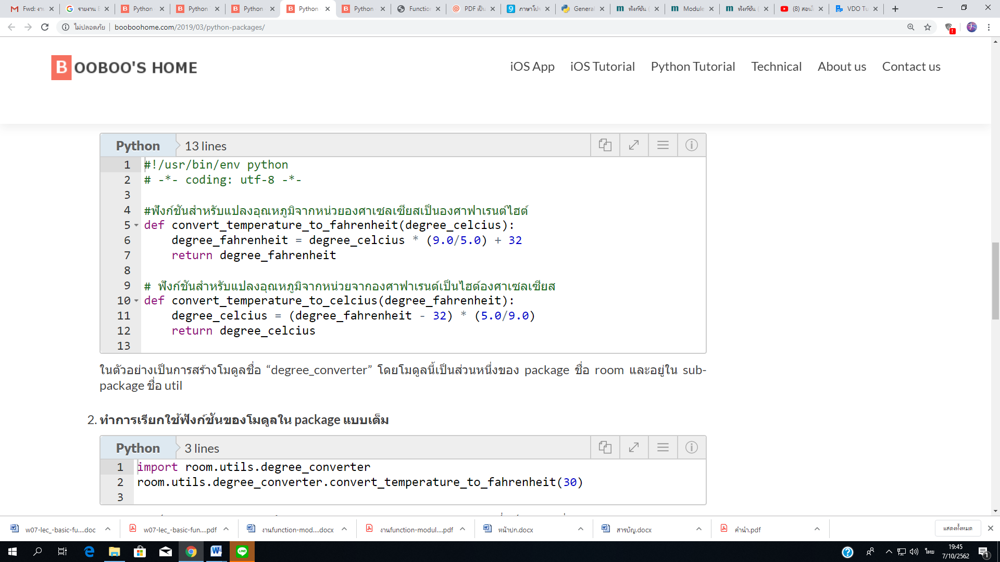 Fwd: งาน
รายงาน E
Python
Python
Python
Python
Python
Function
PDF เป็น
ภาษาโปร
General
ฟังก์ชัน (
Module
ฟังก์ชัน (
(8) สอน
VDO Tu
ไม่ปลอดภัย
booboohome.com/2019/03/python-packages/
BOOBOO'S HOME
iOS App
iOS Tutorial
Python Tutorial
Technical
About us
Contact us
Python
13 lines
1 #!/usr/bin/env python
2 # -*- coding: utf-8 -*-
3
4 #ฟังก์ชันสำหรับแปลงอุณหภูมิจากหน่วยองศาเซลเซียสเป็นองศาฟาเรนต์ไฮต์
5 def convert_temperature_to_fahrenheit(degree_celcius):
6 degree_fahrenheit = degree_celcius * (9.0/5.0) + 32
7 return degree_fahrenheit
8
9 # ฟังก์ชันสำหรับแปลงอุณหภูมิจากหน่วยจากองศาฟาเรนต์เป็นไฮต์องศาเซลเซียส
10 def convert_temperature_to_celcius(degree_fahrenheit):
11 degree_celcius = (degree_fahrenheit - 32) * (5.0/9.0)
12 return degree_celcius
13
ในตัวอย่างเป็นการสร้างโมดูลชื่อ “degree_converter” โดยโมดูลนี้เป็นส่วนหนึ่งของ package ชื่อ room และอยู่ใน sub-
package ชื่อ util
2. ทำการเรียกใช้ฟังก์ชันของโมดูลใน package แบบเต็ม
Python
3 lines
1 import room.utils.degree_converter
2 room.utils.degree_converter.convert_temperature_to_fahrenheit(30)
3
w07-lec_-basic-fu....doc
w07-lec_-basic-fun....pdf
งานfunction-mod....docx
งานfunction-modul....pdf
หน้าปก.docx
สารบัญ.docx
คำนำ.pdf
แสดงทั้งหมด
ไทย
19:45
7/10/2562
1